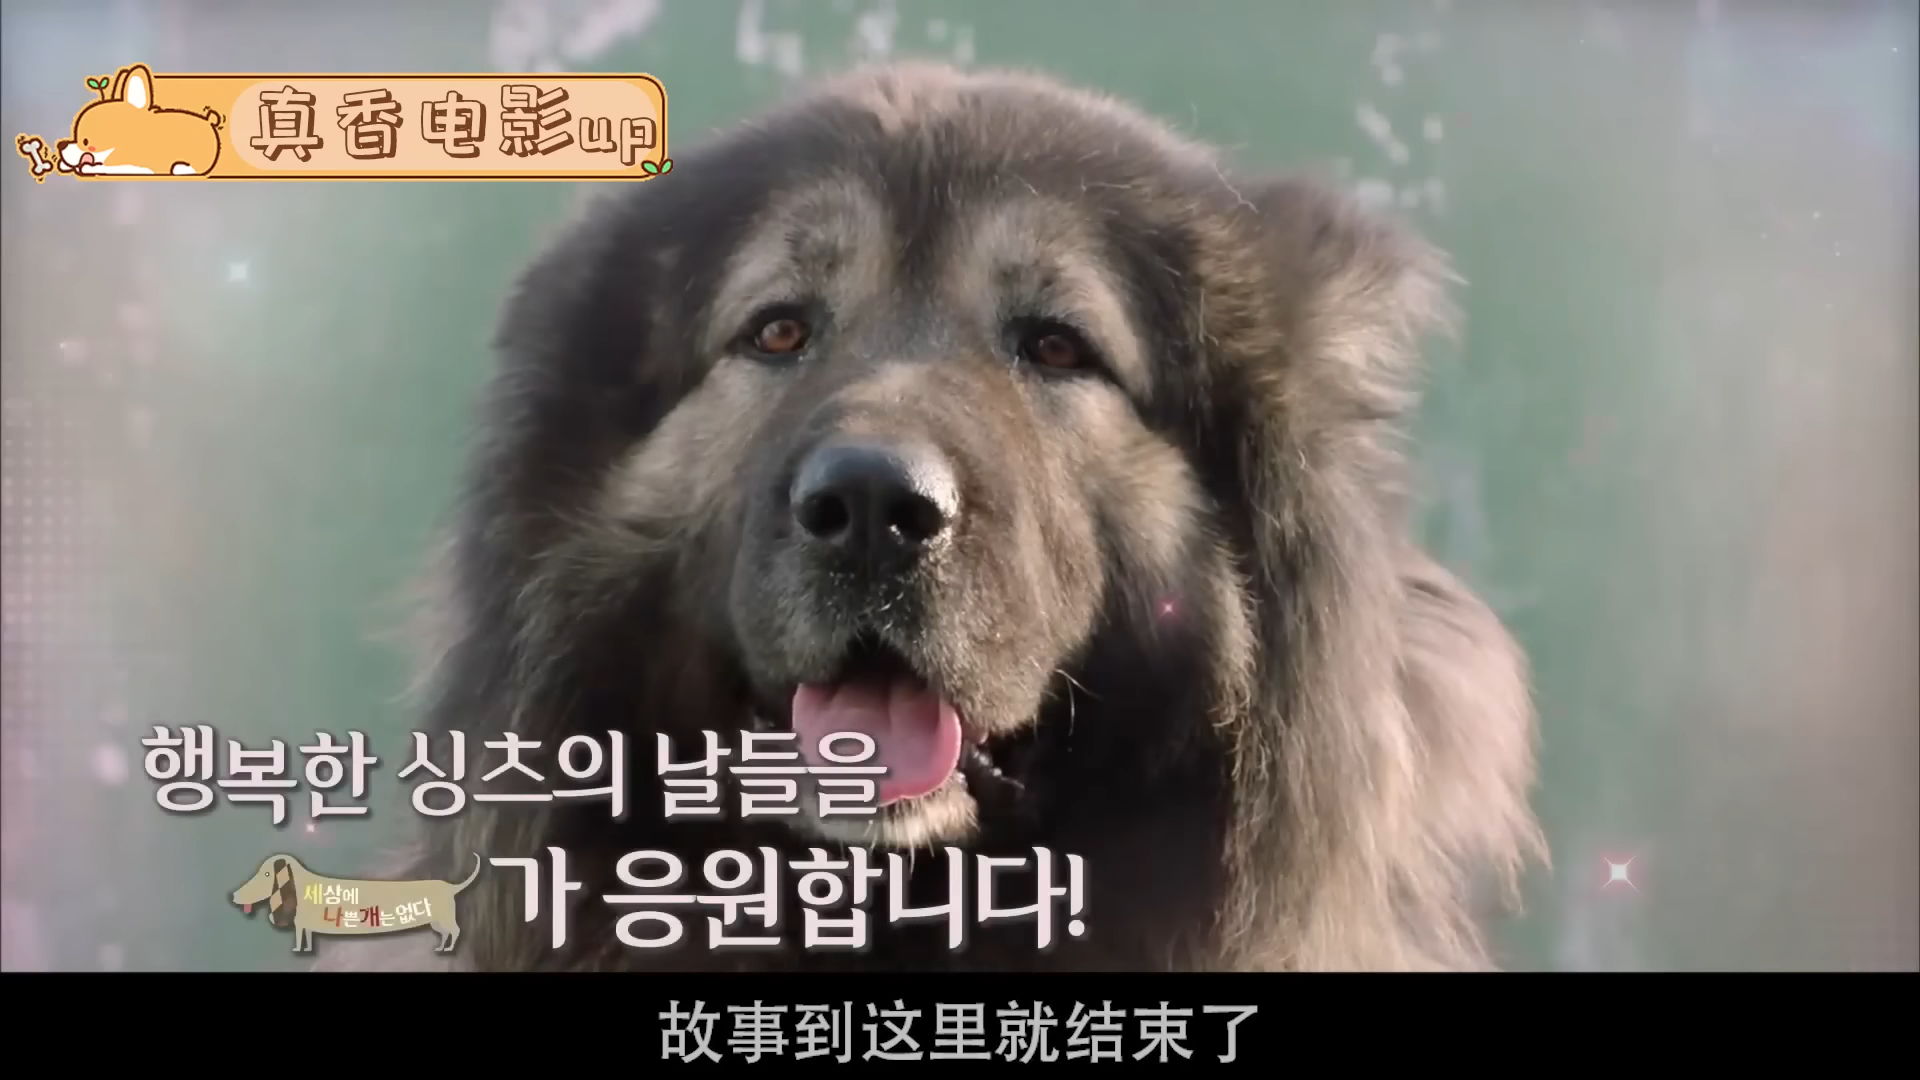 真香电影up
행복한 싱츠의 날들을
세상에
나쁜개는없다
가 응원합니다!
故事到这里就结束了